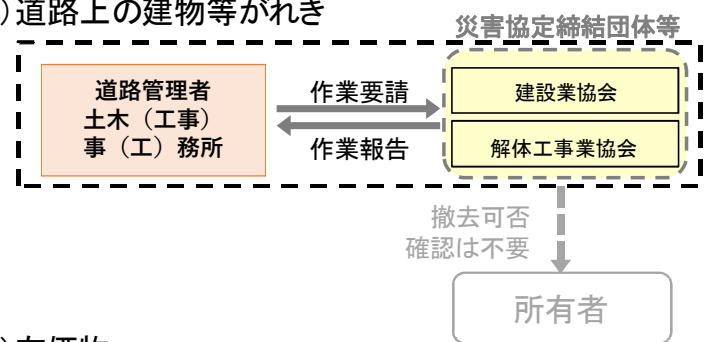 )道路上の建物等がれき
災害協定締結団体等
道路管理者
土木（工事）
事（工）務所
作業要請
作業報告
建設業協会
解体工事業協会
撤去可否
確認は不要
所有者